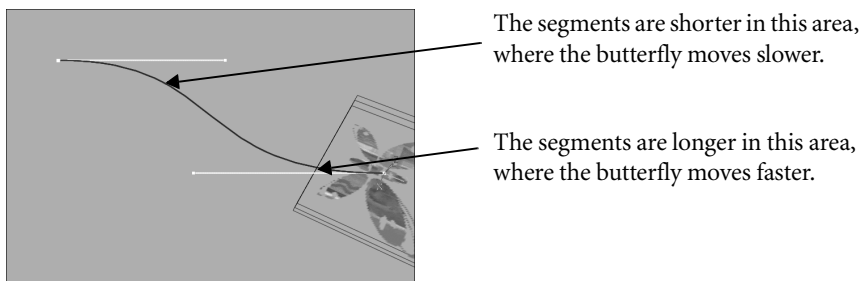 The segments are shorter in this area,
where the butterfly moves slower.
The segments are longer in this area,
where the butterfly moves faster.